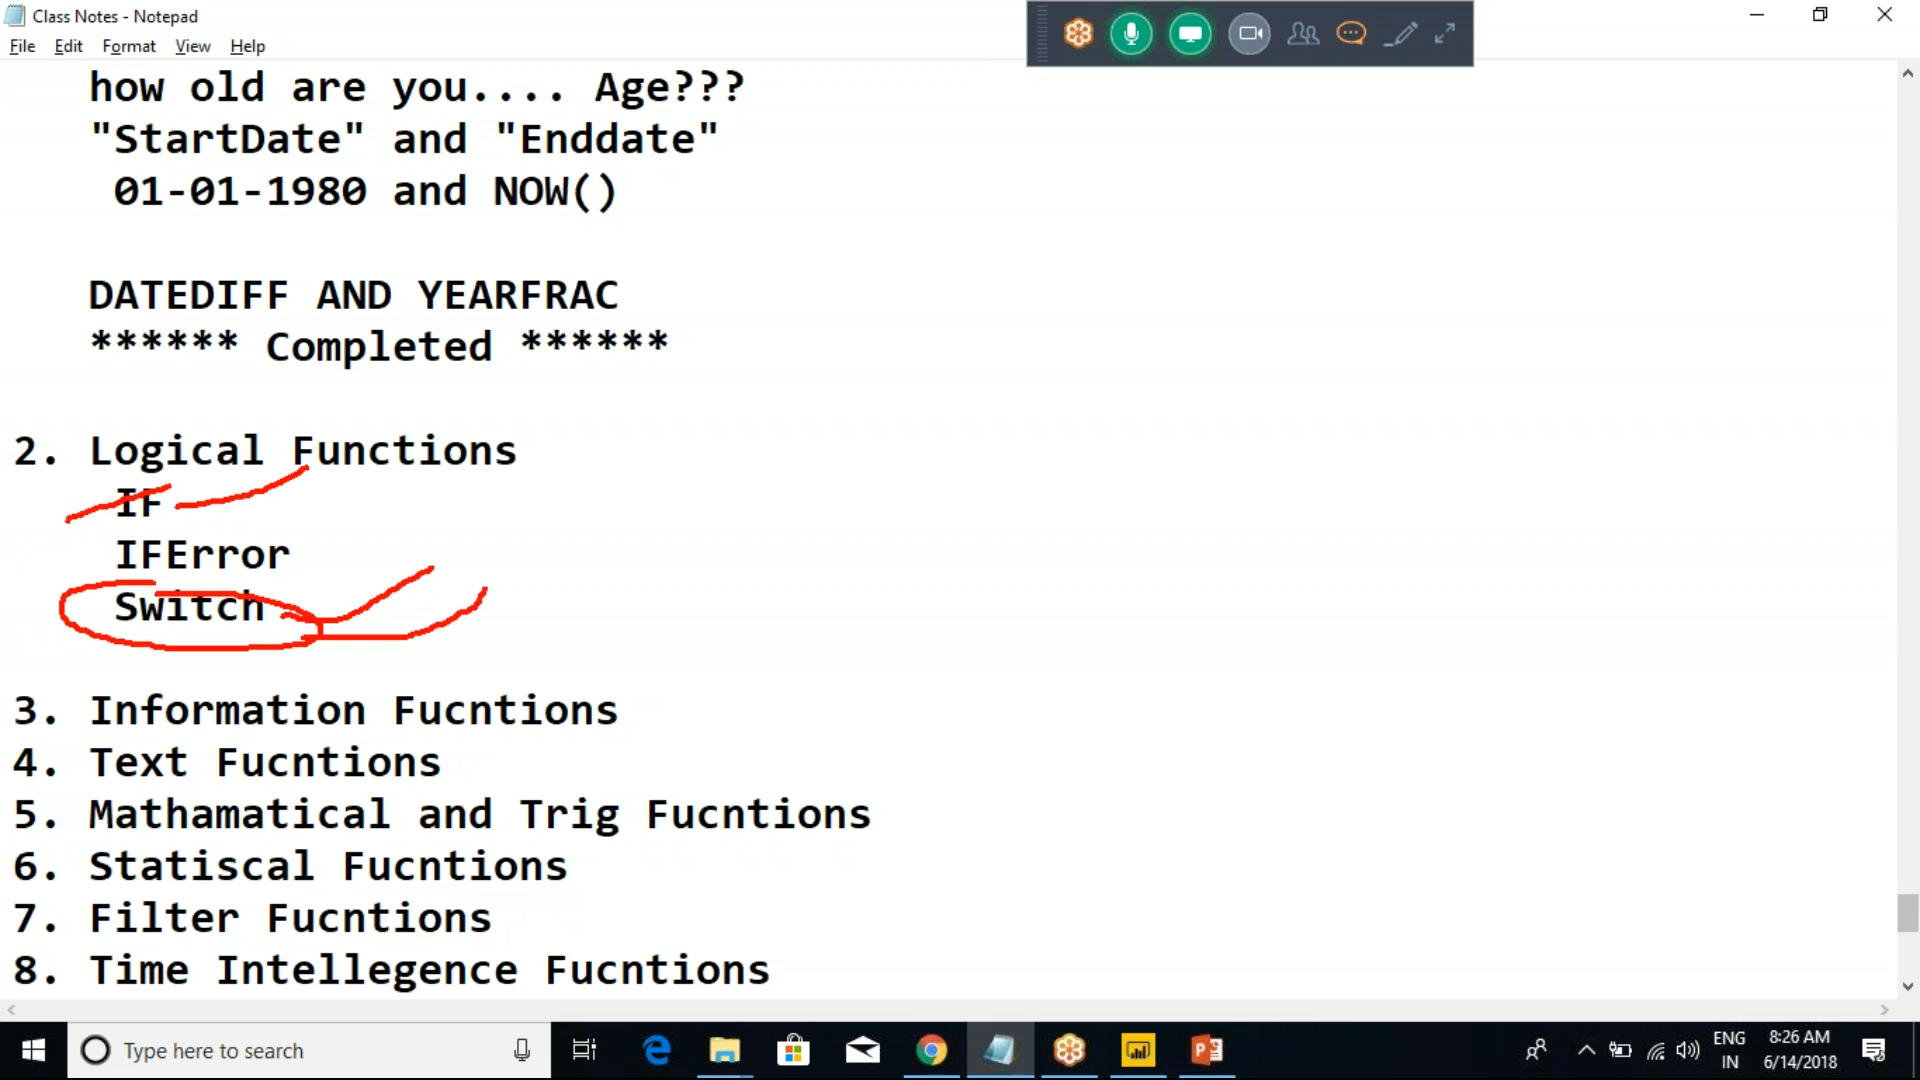 Class Notes - Notepad
File Edit Format View Help
how old are you.... Age???
"StartDate" and "Enddate"
01-01-1980 and NOW()
DATEDIFF AND YEARFRAC
****** Completed ******
2. Logical Functions
IF
IFError
Switch
3. Information Fucntions
4. Text Fucntions
5. Mathamatical and Trig Fucntions
6. Statiscal Fucntions
7. Filter Fucntions
8. Time Intellegence Fucntions
Type here to search
ENG
IN
8:26 AM
6/14/2018